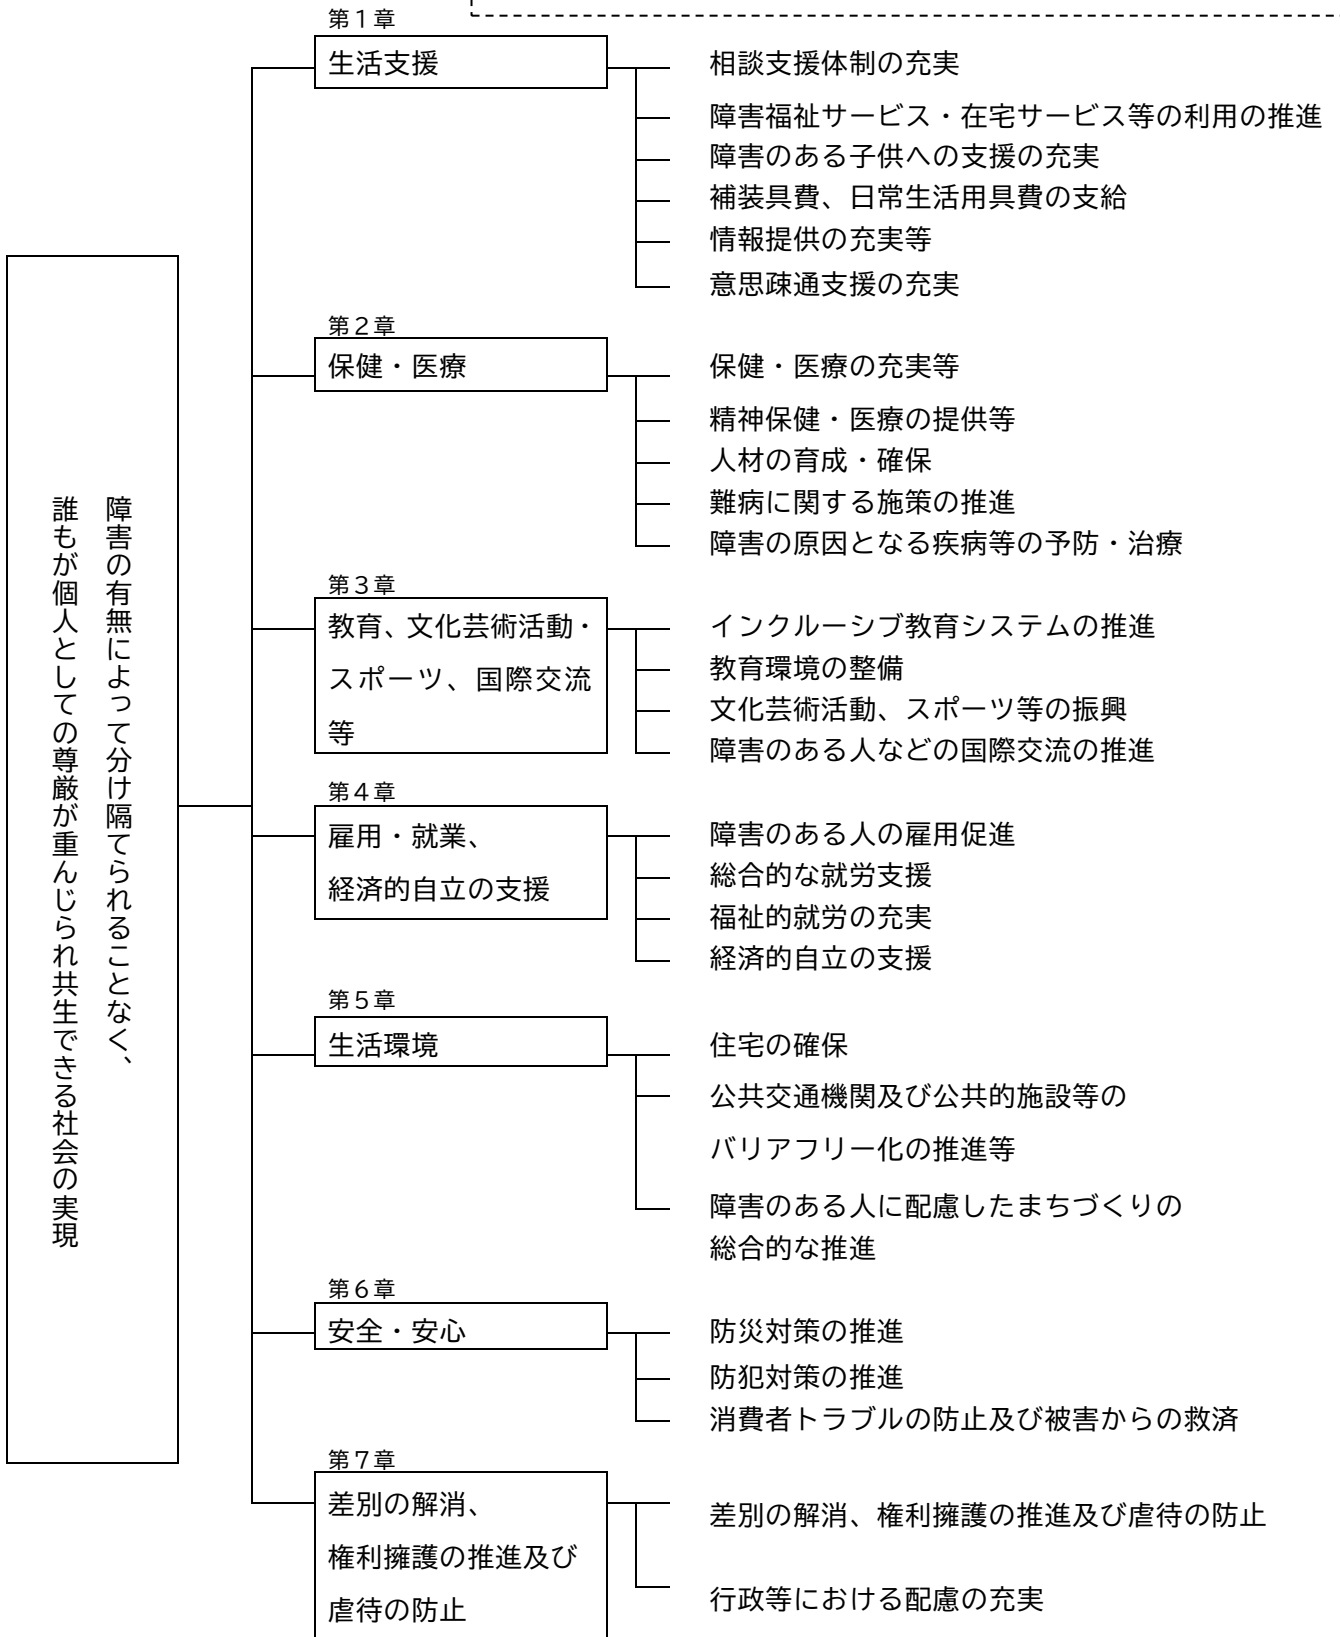 障害の有無によって分け隔てられることなく、
誰もが個人としての尊厳が重んじられ共生できる社会の実現
第１章
生活支援
相談支援体制の充実
障害福祉サービス・在宅サービス等の利用の推進
障害のある子供への支援の充実
補装具費、日常生活用具費の支給
情報提供の充実等
意思疎通支援の充実
第２章
保健・医療
保健・医療の充実等
精神保健・医療の提供等
人材の育成・確保
難病に関する施策の推進
障害の原因となる疾病等の予防・治療
第３章
教育、文化芸術活動・
スポーツ、国際交流
等
インクルーシブ教育システムの推進
教育環境の整備
文化芸術活動、スポーツ等の振興
障害のある人などの国際交流の推進
第４章
雇用・就業、
経済的自立の支援
障害のある人の雇用促進
総合的な就労支援
福祉的就労の充実
経済的自立の支援
第５章
生活環境
住宅の確保
公共交通機関及び公共的施設等の
バリアフリー化の推進等
障害のある人に配慮したまちづくりの
総合的な推進
第６章
安全・安心
防災対策の推進
防犯対策の推進
消費者トラブルの防止及び被害からの救済
第７章
差別の解消、
権利擁護の推進及び
虐待の防止
差別の解消、権利擁護の推進及び虐待の防止
行政等における配慮の充実